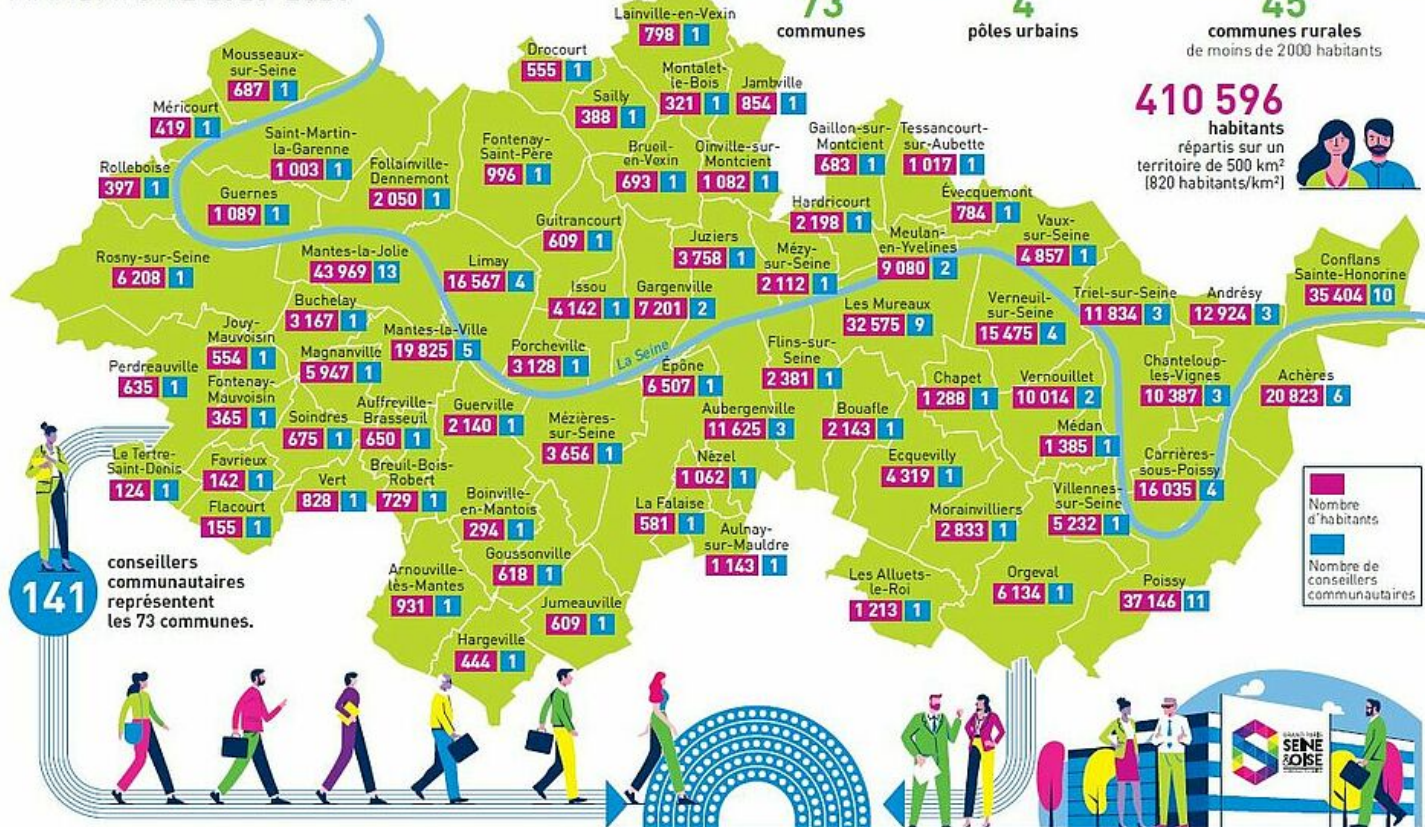 73
communes
4
pôles urbains
45
communes rurales
de moins de 2000 habitants
410 596
habitants
répartis sur un
territoire de 500 km²
(820 habitants/km²)
Lainville-en-Vexin
798 1
Mousseaux-
sur-Seine
687 1
Drocourt
555 1
Montalet-
le-Bois
321 1
Jambville
854 1
Sailly
388 1
Méricourt
419 1
Saint-Martin-
la-Garenne
1 003 1
Fontenay-
Saint-Père
996 1
Brueil-
en-Vexin
693 1
Oinville-sur-
Montcient
1 082 1
Gaillon-sur-
Montcient
683 1
Tessancourt-
sur-Aubette
1 017 1
Rolleboise
397 1
Follainville-
Dennemont
2 050 1
Guernes
1 089 1
Évecquemont
784 1
Hardricourt
2 198 1
Vaux-
sur-Seine
4 857 1
Guitrancourt
609 1
Juziers
3 758 1
Mézy-
sur-Seine
2 112 1
Meulan-
en-Yvelines
9 080 2
Rosny-sur-Seine
6 208 1
Mantes-la-Jolie
43 969 13
Limay
16 567 4
Conflans
Sainte-Honorine
35 404 10
Issou
4 142 1
Gargenville
7 201 2
Les Mureaux
32 575 9
Verneuil-
sur-Seine
15 475 4
Triel-sur-Seine
11 834 3
Andrésy
12 924 3
Buchelay
3 167 1
Jouy-
Mauvoisin
554 1
Mantes-la-Ville
19 825 5
Magnanville
5 947 1
Porcheville
3 128 1
La Seine
Flins-sur-
Seine
2 381 1
Perdreauville
635 1
Épône
6 507 1
Chapet
1 288 1
Vernouillet
10 014 2
Chanteloup-
les-Vignes
10 387 3
Achères
20 823 6
Fontenay-
Mauvoisin
365 1
Soindres
675 1
Auffreville-
Brasseuil
650 1
Guerville
2 140 1
Mézières-
sur-Seine
3 656 1
Aubergenville
11 625 3
Bouafle
2 143 1
Médan
1 385 1
Le Tertre-
Saint-Denis
124 1
Favrieux
142 1
Vert
828 1
Breuil-Bois-
Robert
729 1
Nézel
1 062 1
Ecquevilly
4 319 1
Carrières-
sous-Poissy
16 035 4
Flacourt
155 1
Boinville-
en-Mantois
294 1
La Falaise
581 1
Morainvilliers
2 833 1
Villennes-
sur-Seine
5 232 1
Aulnay-
sur-Mauldre
1 143 1
Goussonville
618 1
Arnouville-
lès-Mantes
931 1
Jumeauville
609 1
Les Alluets-
le-Roi
1 213 1
Orgeval
6 134 1
Poissy
37 146 11
Hargeville
444 1
Nombre
d'habitants
Nombre de
conseillers
communautaires
141
conseillers
communautaires
représentent
les 73 communes.
GRAND PARIS
SEINE
&OISE